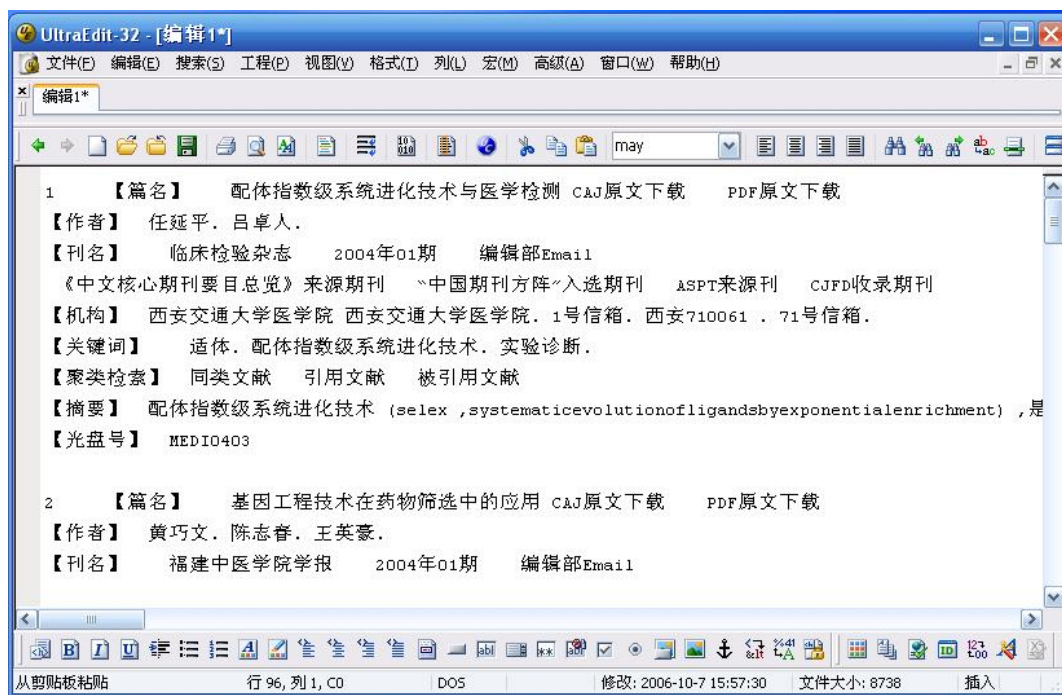 UltraEdit-32 - [编辑1*]
文件(F) 编辑(E) 搜索(S) 工程(P) 视图(V) 格式(T) 列(L) 宏(M) 高级(A) 窗口(W) 帮助(H)
编辑1*
may
1 【篇名】 配体指数级系统进化技术与医学检测 CAJ原文下载 PDF原文下载
【作者】 任延平. 吕卓人.
【刊名】 临床检验杂志 2004年01期 编辑部Email
《中文核心期刊要目总览》来源期刊 “中国期刊方阵”入选期刊 ASPT来源刊 CJFD收录期刊
【机构】 西安交通大学医学院 西安交通大学医学院. 1号信箱. 西安710061 . 71号信箱.
【关键词】 适体. 配体指数级系统进化技术. 实验诊断.
【聚类检索】 同类文献 引用文献 被引用文献
【摘要】 配体指数级系统进化技术 (selex ,systematicevolutionofligandsbyexponentialenrichment) ,是
【光盘号】 MEDI0403
2 【篇名】 基因工程技术在药物筛选中的应用 CAJ原文下载 PDF原文下载
【作者】 黄巧文. 陈志春. 王英豪.
【刊名】 福建中医学院学报 2004年01期 编辑部Email
从剪贴板粘贴 行 96, 列 1, C0 DOS 修改: 2006-10-7 15:57:30 文件大小: 8738 插入